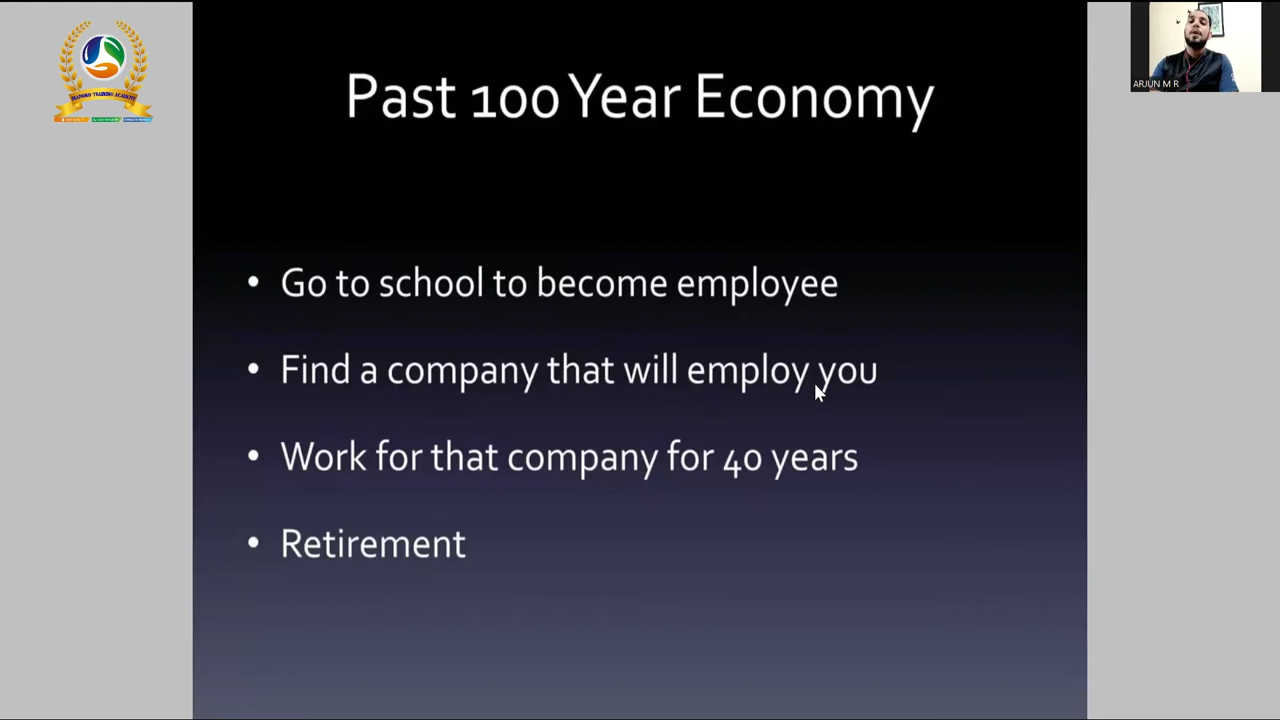 Past 100 Year Economy
ARJUN M R
• Go to school to become employee
• Find a company that will employ you
• Work for that company for 40 years
• Retirement